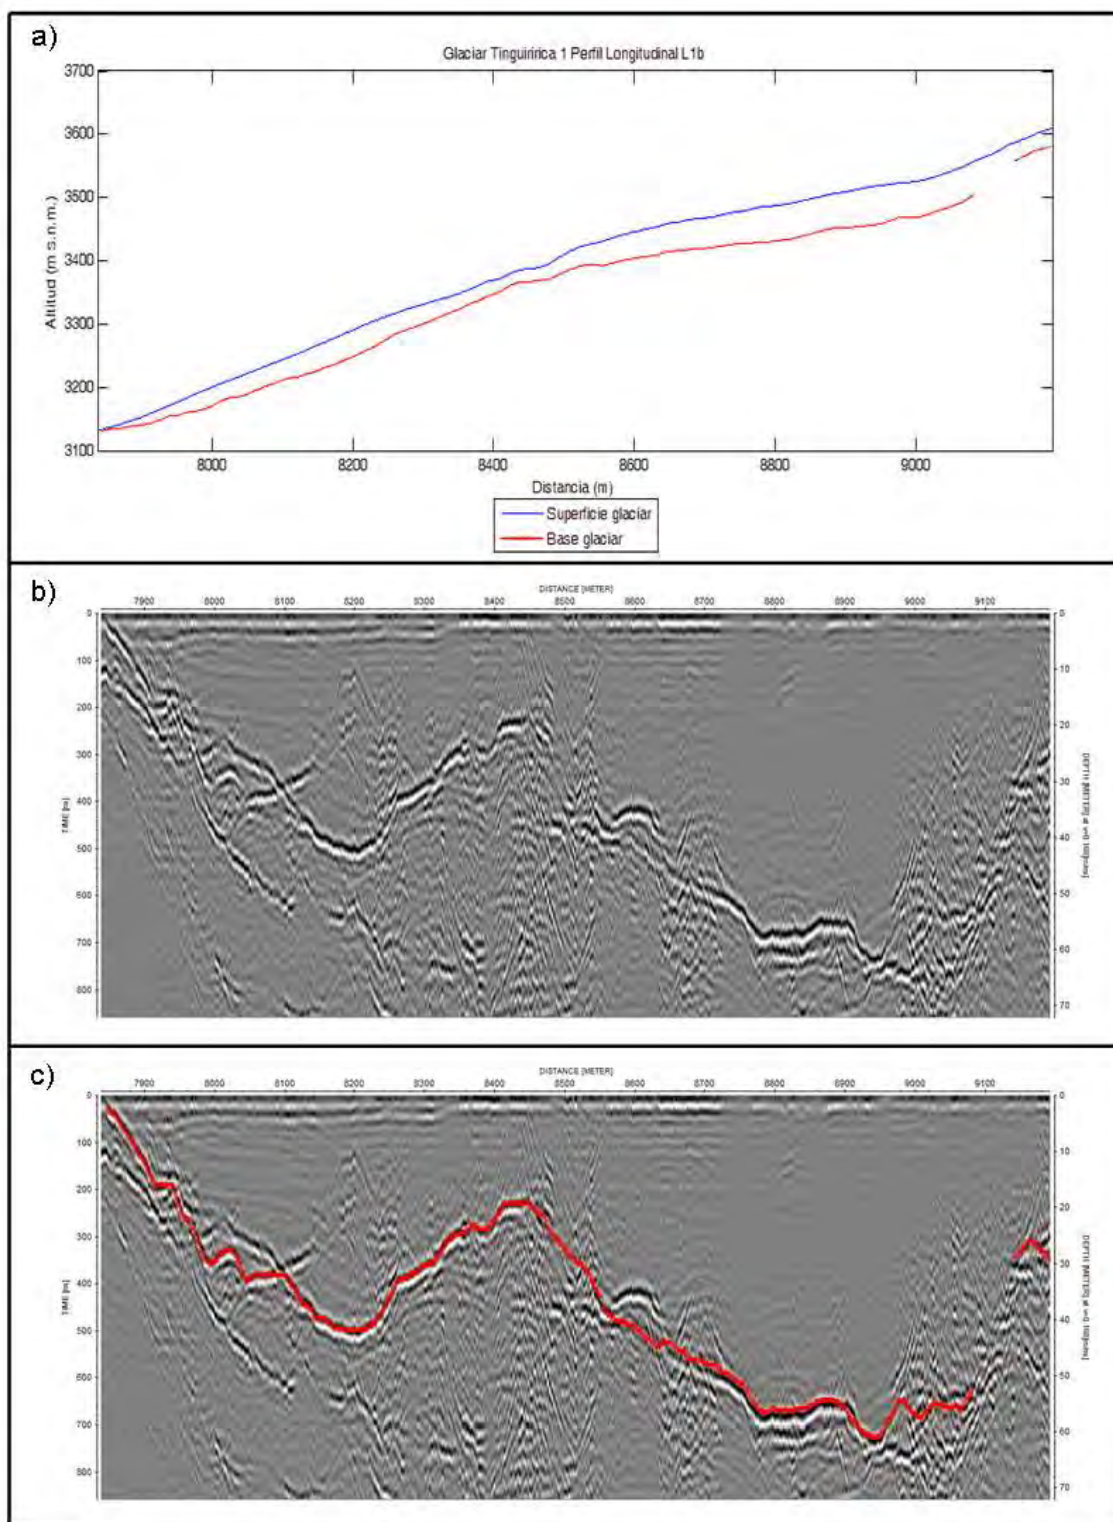 a)
Glaciar Tinguiririca 1 Perfil Longitudinal L1b
3700
3600
3500
3400
3300
3200
3100
Altitud (m s.n.m.)
8000 8200 8400 8600 8800 9000
Distancia (m)
Superficie glaciar
Base glaciar
b)
DISTANCE [METER]
7900 8000 8100 8200 8300 8400 8500 8600 8700 8800 8900 9000 9100
0
100
200
300
400
500
600
700
800
TIME [ns]
0
10
20
30
40
50
60
70
DEPTH [METER]
c)
DISTANCE [METER]
7900 8000 8100 8200 8300 8400 8500 8600 8700 8800 8900 9000 9100
0
100
200
300
400
500
600
700
800
TIME [ns]
0
10
20
30
40
50
60
70
DEPTH [METER]